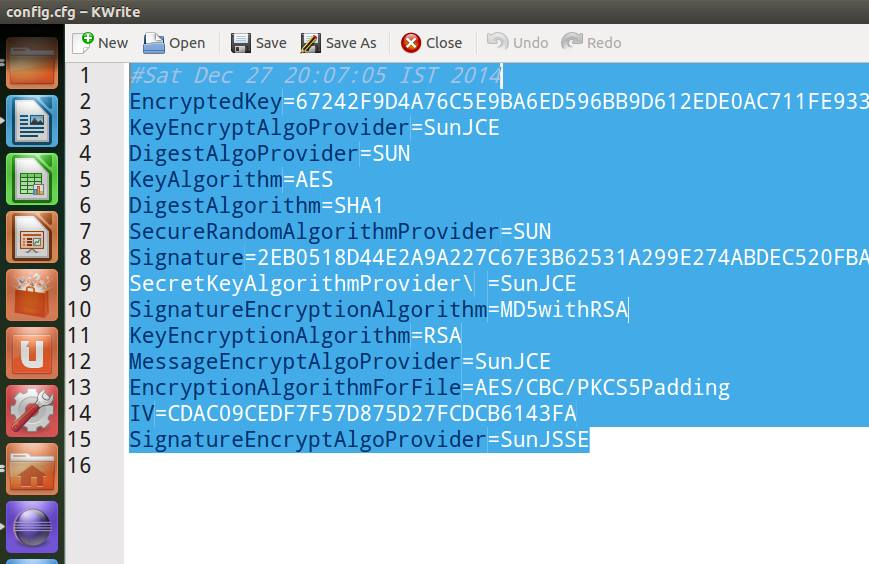 config.cfg – KWrite
New Open Save Save As Close Undo Redo
1 #Sat Dec 27 20:07:05 IST 2014
2 EncryptedKey=67242F9D4A76C5E9BA6ED596BB9D612EDE0AC711FE933
3 KeyEncryptAlgoProvider=SunJCE
4 DigestAlgoProvider=SUN
5 KeyAlgorithm=AES
6 DigestAlgorithm=SHA1
7 SecureRandomAlgorithmProvider=SUN
8 Signature=2EB0518D44E2A9A227C67E3B62531A299E274ABDEC520FBA
9 SecretKeyAlgorithmProvider\ =SunJCE
10 SignatureEncryptionAlgorithm=MD5withRSA
11 KeyEncryptionAlgorithm=RSA
12 MessageEncryptAlgoProvider=SunJCE
13 EncryptionAlgorithmForFile=AES/CBC/PKCS5Padding
14 IV=CDAC09CEDF7F57D875D27FCDCB6143FA
15 SignatureEncryptAlgoProvider=SunJSSE
16